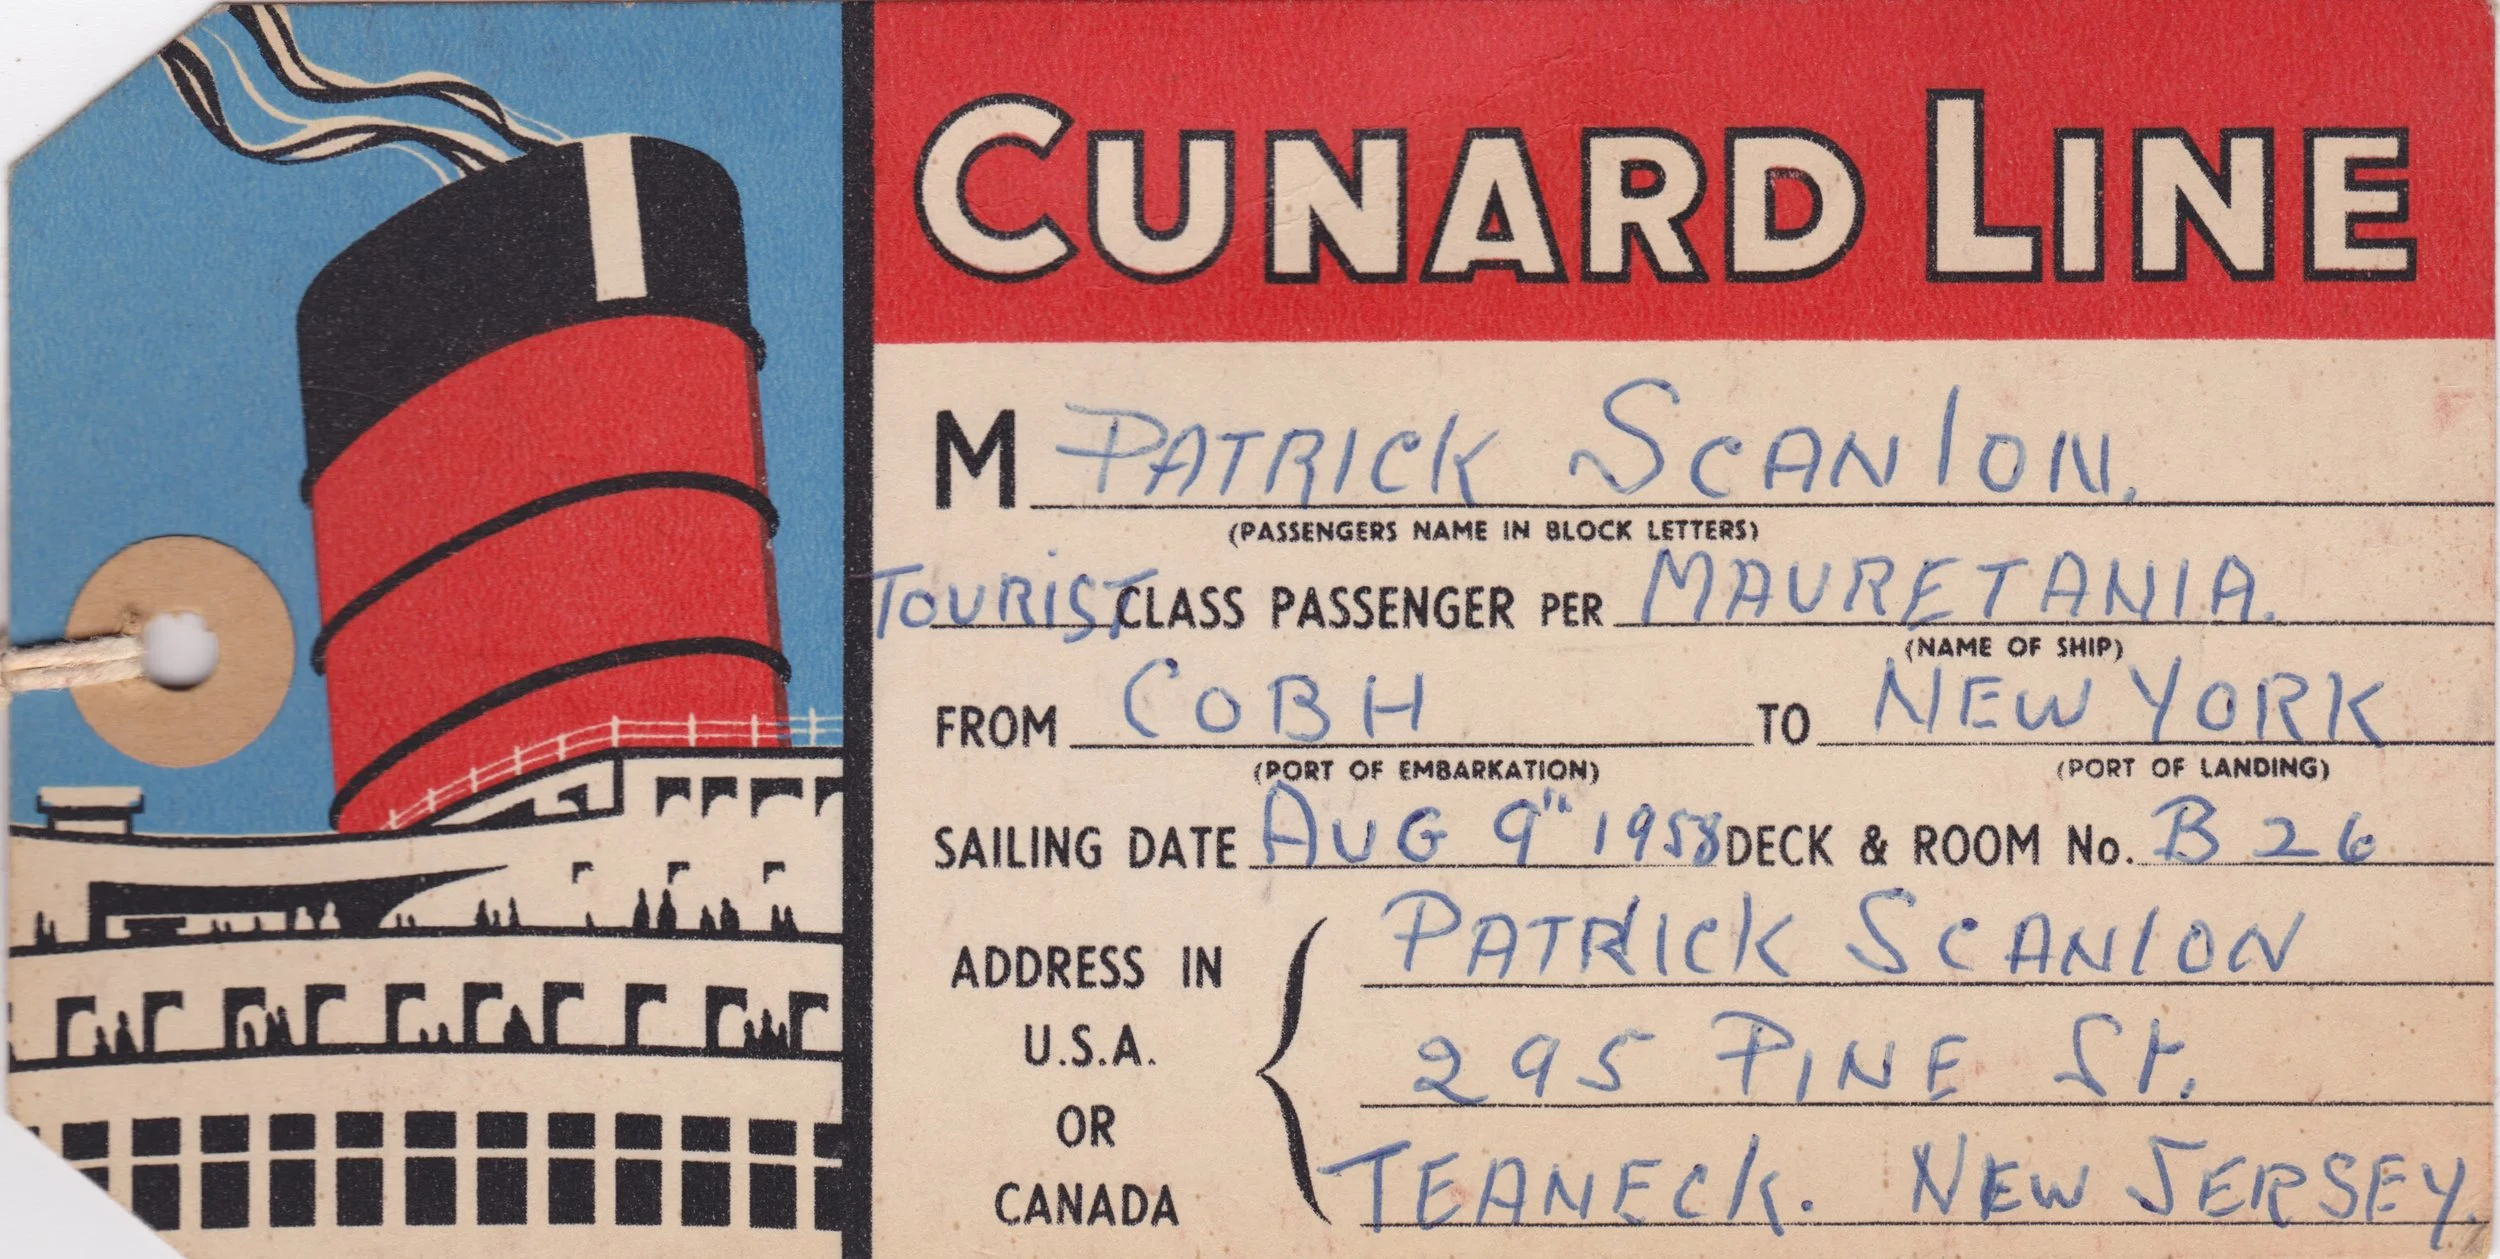 CUNARD LINE
M PATRICK SCANlON.
(PASSENGERS NAME IN BLOCK LETTERS)
TOURIST CLASS PASSENGER PER MAURETANIA.
(NAME OF SHIP)
FROM COBH TO NEW YORK
(PORT OF EMBARKATION) (PORT OF LANDING)
SAILING DATE AUG 9" 1958 DECK & ROOM No. B 26
ADDRESS IN U.S.A. OR CANADA
PATRICK SCANlON
295 PINE St.
TEANECK. NEW JERSEY.